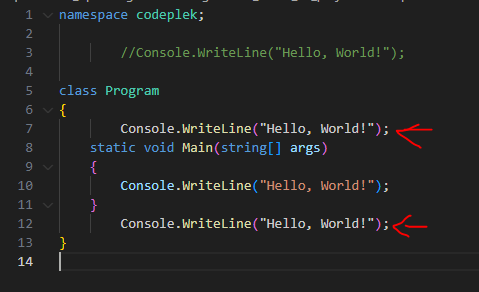 1 namespace codeplek;
2
3 //Console.WriteLine("Hello, World!");
4
5 class Program
6 {
7 Console.WriteLine("Hello, World!");
8 static void Main(string[] args)
9 {
10 Console.WriteLine("Hello, World!");
11 }
12 Console.WriteLine("Hello, World!");
13 }
14